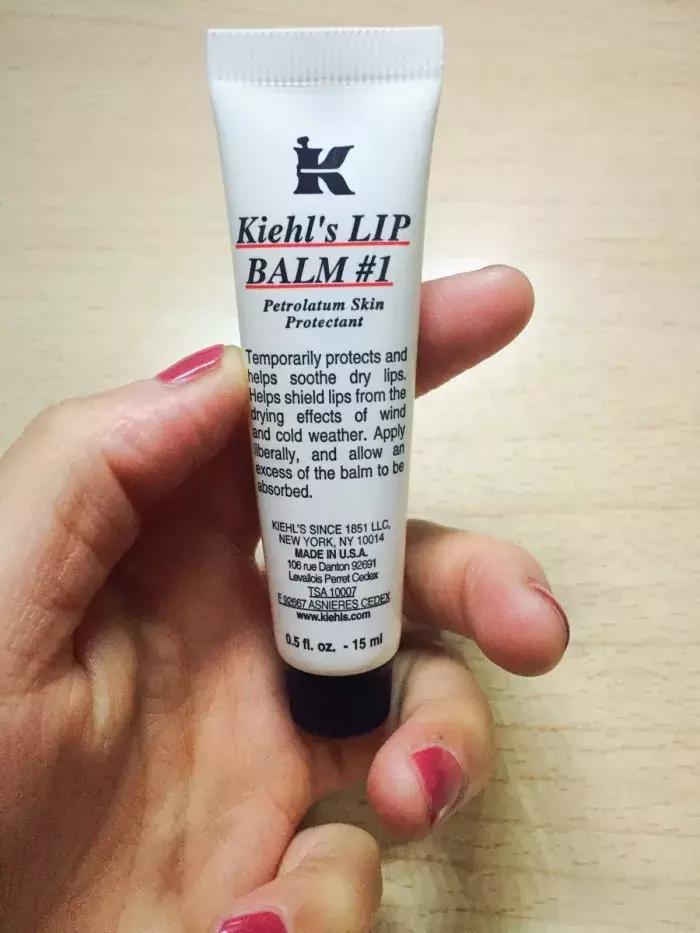 K
Kiehl's LIP
BALM #1
Petrolatum Skin
Protectant
Temporarily protects and
helps soothe dry lips.
Helps shield lips from the
drying effects of wind
and cold weather. Apply
liberally, and allow an
excess of the balm to be
absorbed.
KIEHL'S SINCE 1851 LLC,
NEW YORK, NY 10014
MADE IN U.S.A.
106 rue Danton 92691
Levallois Perret Cedex
TSA 10007
F 92667 ASNIERES CEDEX
www.kiehls.com
0.5 fl. oz. - 15 ml